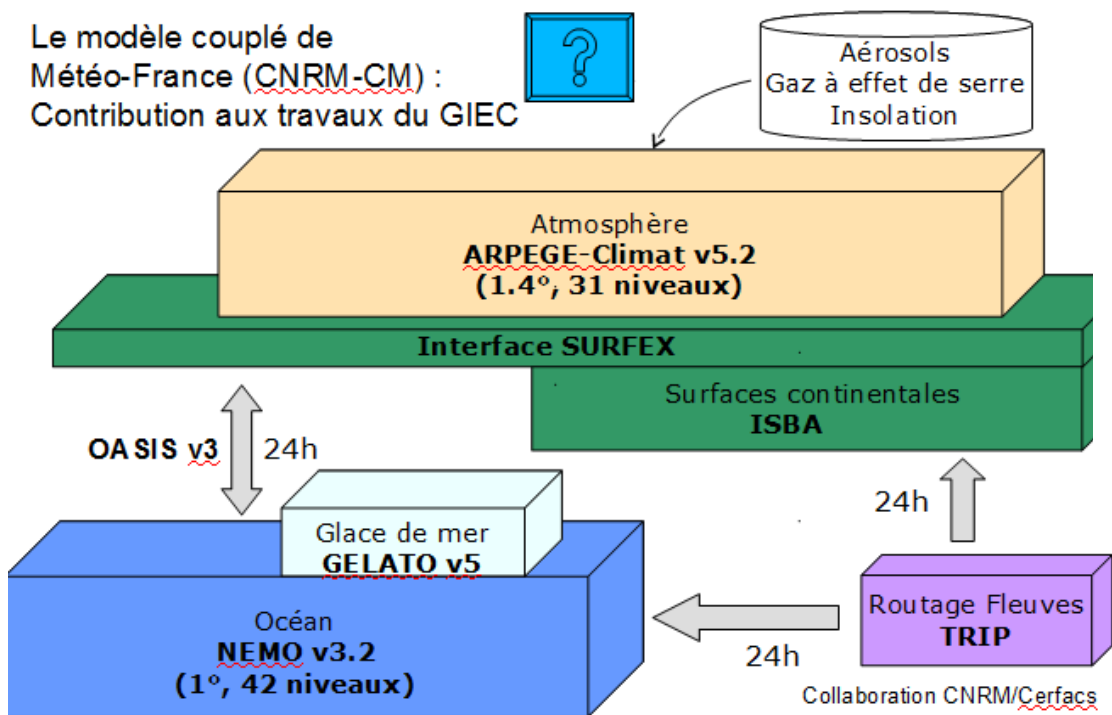 Le modèle couplé de
Météo-France (CNRM-CM) :
Contribution aux travaux du GIEC
?
Aérosols
Gaz à effet de serre
Insolation
Atmosphère
ARPEGE-Climat v5.2
(1.4°, 31 niveaux)
Interface SURFEX
Surfaces continentales
ISBA
OASIS v3
24h
24h
Glace de mer
GELATO v5
Océan
NEMO v3.2
(1°, 42 niveaux)
Routage Fleuves
TRIP
24h
Collaboration CNRM/Cerfacs